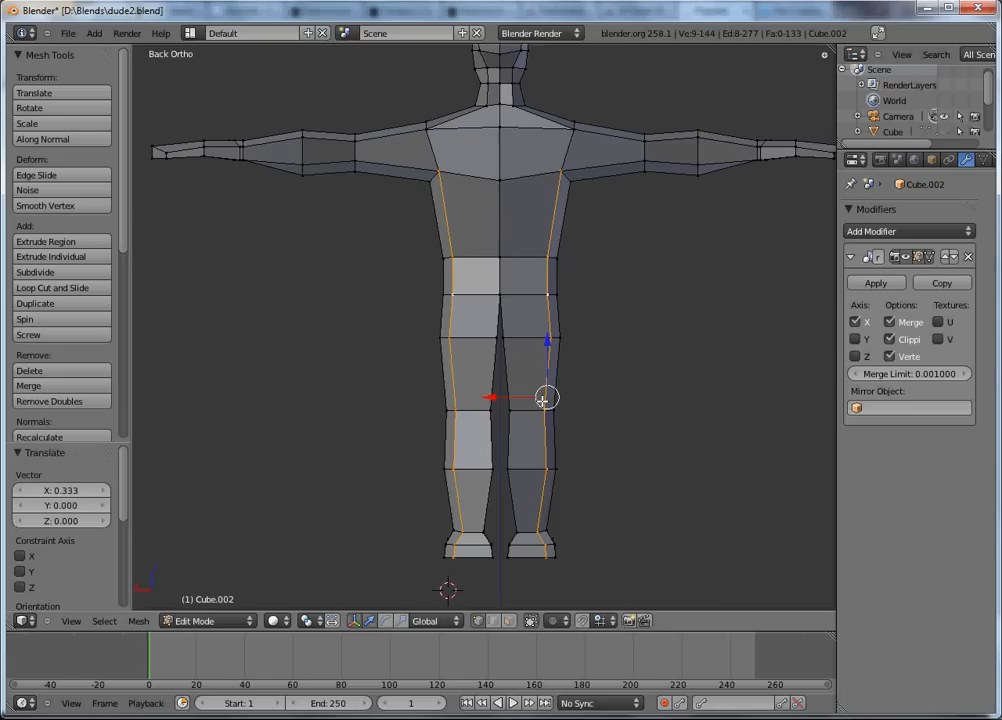 Blender* [D:\Blends\dude2.blend]
File Add Render Help Default Scene Blender Render blender.org 258.1 | Ve:9-144 | Ed:8-277 | Fa:0-133 | Cube.002
Mesh Tools
Transform:
Translate
Rotate
Scale
Along Normal
Deform:
Edge Slide
Noise
Smooth Vertex
Add:
Extrude Region
Extrude Individual
Subdivide
Loop Cut and Slide
Duplicate
Spin
Screw
Remove:
Delete
Merge
Remove Doubles
Normals:
Recalculate
Translate
Vector
X: 0.333
Y: 0.000
Z: 0.000
Constraint Axis
X
Y
Z
Orientation
Back Ortho
(1) Cube.002
View Select Mesh Edit Mode Global
View Search All Scen
Scene
RenderLayers
World
Camera
Cube
Cube.002
Modifiers
Add Modifier
Apply Copy
Axis: Options: Textures:
X Merge U
Y Clippi V
Z Verte
Merge Limit: 0.001000
Mirror Object:
-40 -20 0 20 40 60 80 100 120 140 160 180 200 220 240 260
View Frame Playback Start: 1 End: 250 1 No Sync